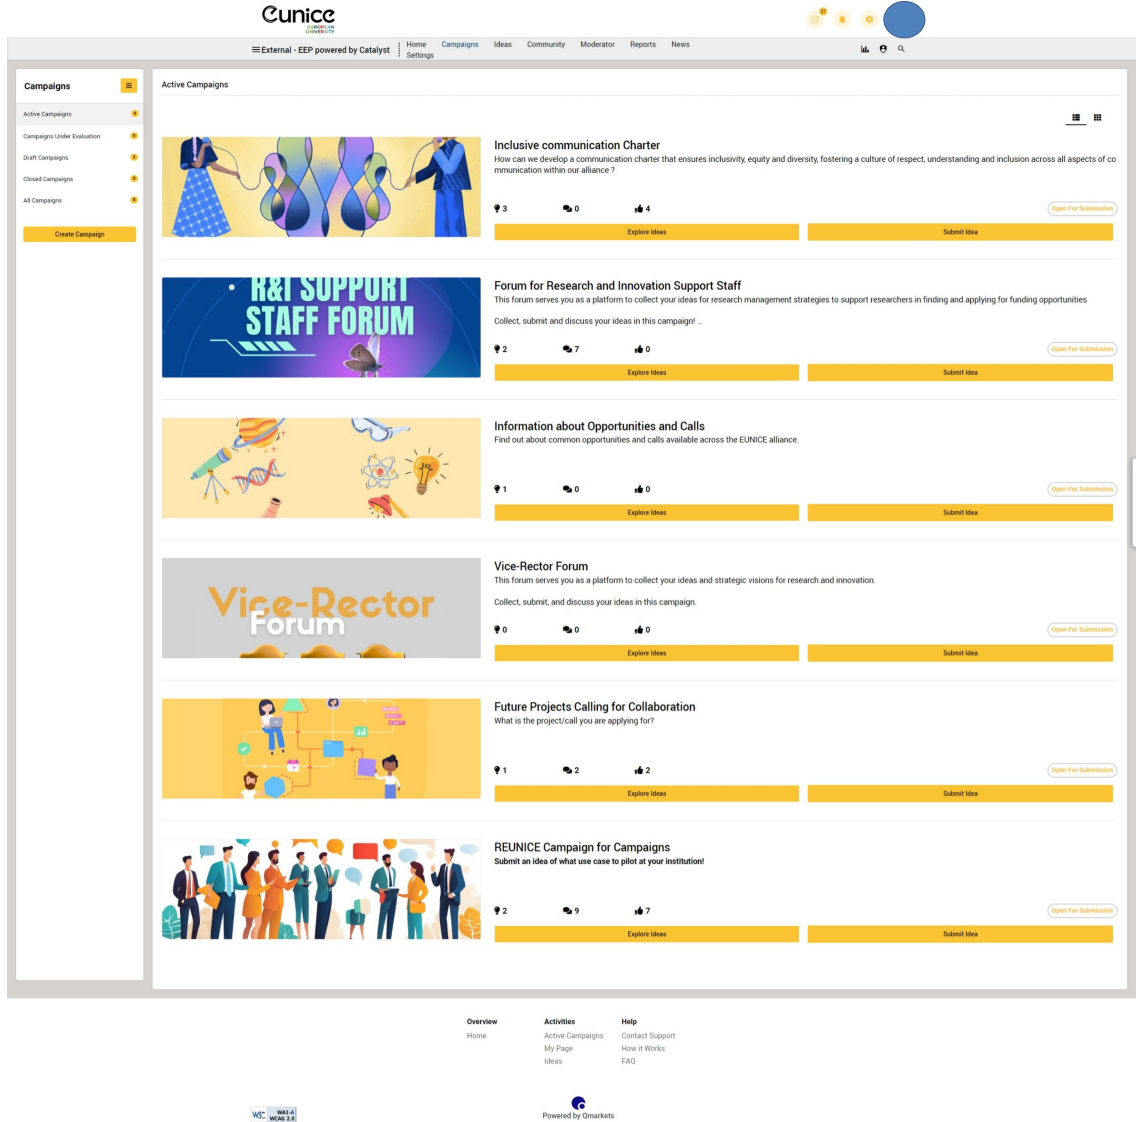 eunice
EUROPEAN
UNIVERSITY
External - EEP powered by Catalyst
Home Campaigns Ideas Community Moderator Reports News
Settings
Campaigns
Active Campaigns
Campaigns Under Evaluation
Draft Campaigns
Closed Campaigns
All Campaigns
Create Campaign
Active Campaigns
Inclusive communication Charter
How can we develop a communication charter that ensures inclusivity, equity and diversity, fostering a culture of respect, understanding and inclusion across all aspects of co
mmunication within our alliance ?
3 0 4 Open For Submission
Explore Ideas Submit Idea
R&I SUPPORT
STAFF FORUM
Forum for Research and Innovation Support Staff
This forum serves you as a platform to collect your ideas for research management strategies to support researchers in finding and applying for funding opportunities
Collect, submit and discuss your ideas in this campaign! ...
2 7 0 Open For Submission
Explore Ideas Submit Idea
Information about Opportunities and Calls
Find out about common opportunities and calls available across the EUNICE alliance.
1 0 0 Open For Submission
Explore Ideas Submit Idea
Vice-Rector
Forum
Vice-Rector Forum
This forum serves you as a platform to collect your ideas and strategic visions for research and innovation.
Collect, submit, and discuss your ideas in this campaign.
0 0 0 Open For Submission
Explore Ideas Submit Idea
Future Projects Calling for Collaboration
What is the project/call you are applying for?
1 2 2 Open For Submission
Explore Ideas Submit Idea
REUNICE Campaign for Campaigns
Submit an idea of what use case to pilot at your institution!
2 9 7 Open For Submission
Explore Ideas Submit Idea
Overview Activities Help
Home Active Campaigns Contact Support
My Page How it Works
Ideas FAQ
W3C WAI-A
WCAG 2.0
Powered by Qmarkets